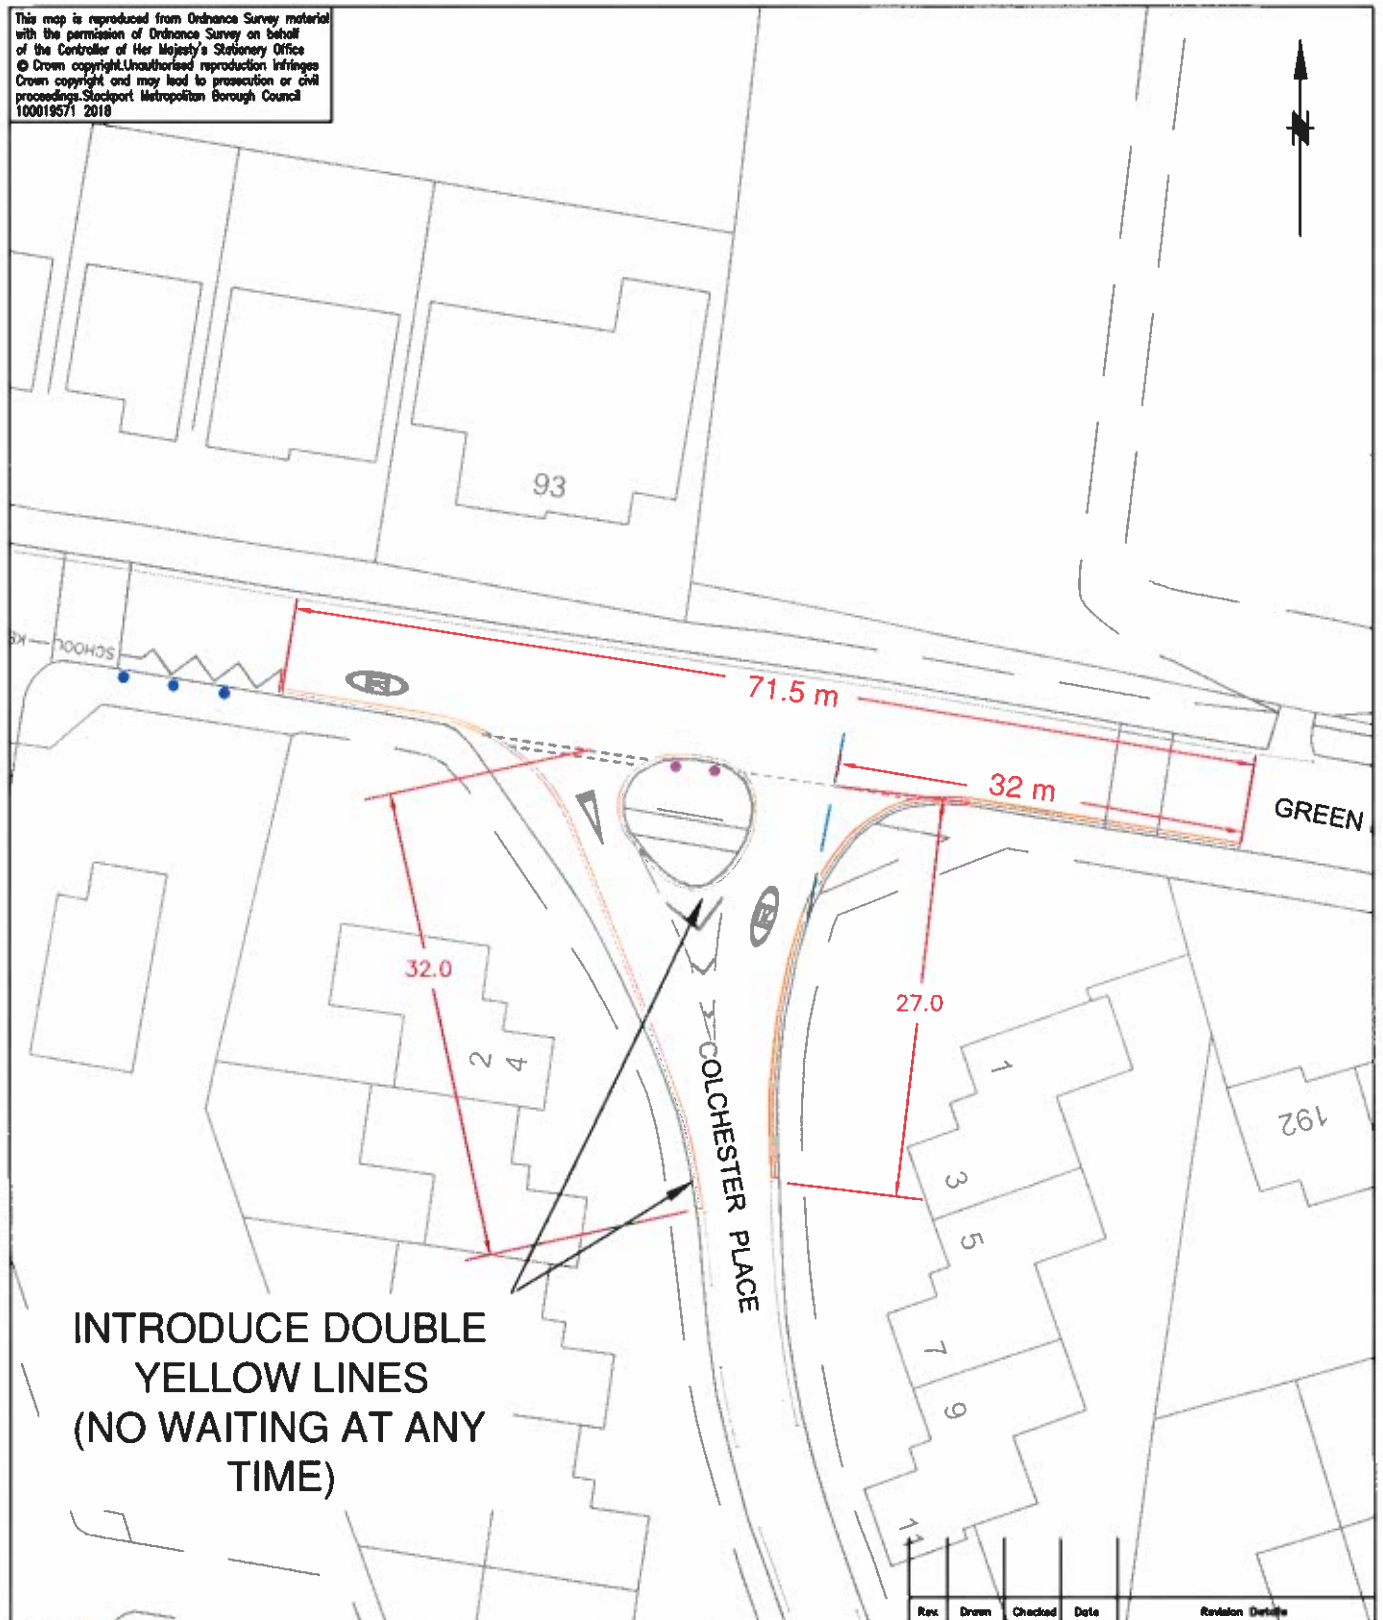 This map is reproduced from Ordnance Survey material
with the permission of Ordnance Survey on behalf
of the Controller of Her Majesty's Stationery Office
© Crown copyright.Unauthorised reproduction infringes
Crown copyright and may lead to prosecution or civil
proceedings.Stockport Metropolitan Borough Council
100019571 2018
N
93
SCHOOL
71.5 m
32 m
GREEN
32.0
27.0
2
4
1
3
5
7
9
11
192
COLCHESTER PLACE
INTRODUCE DOUBLE
YELLOW LINES
(NO WAITING AT ANY
TIME)
Rev. Drawn Checked Date Revision Details